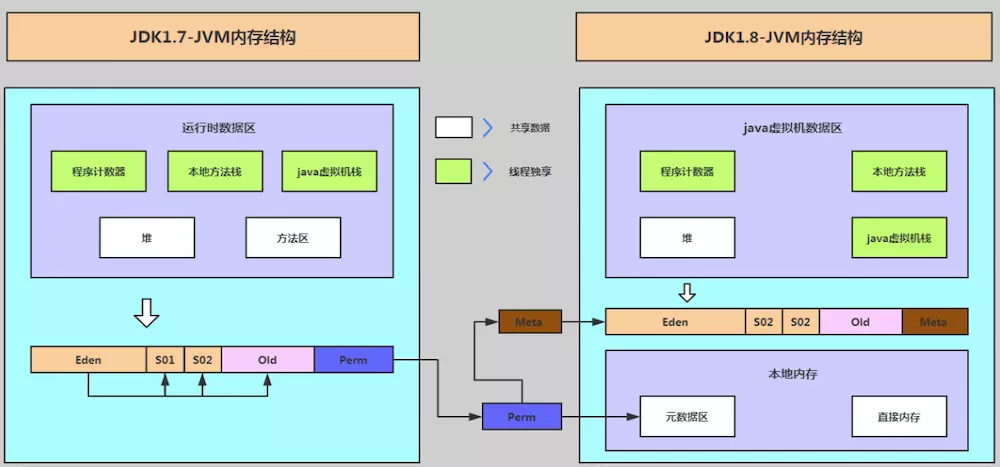 JDK1.7-JVM内存结构
JDK1.8-JVM内存结构
运行时数据区
程序计数器
本地方法栈
java虚拟机栈
堆
方法区
Eden
S01
S02
Old
Perm
共享数据
线程独享
Meta
Perm
java虚拟机数据区
程序计数器
本地方法栈
堆
java虚拟机栈
Eden
S02
S02
Old
Meta
本地内存
元数据区
直接内存